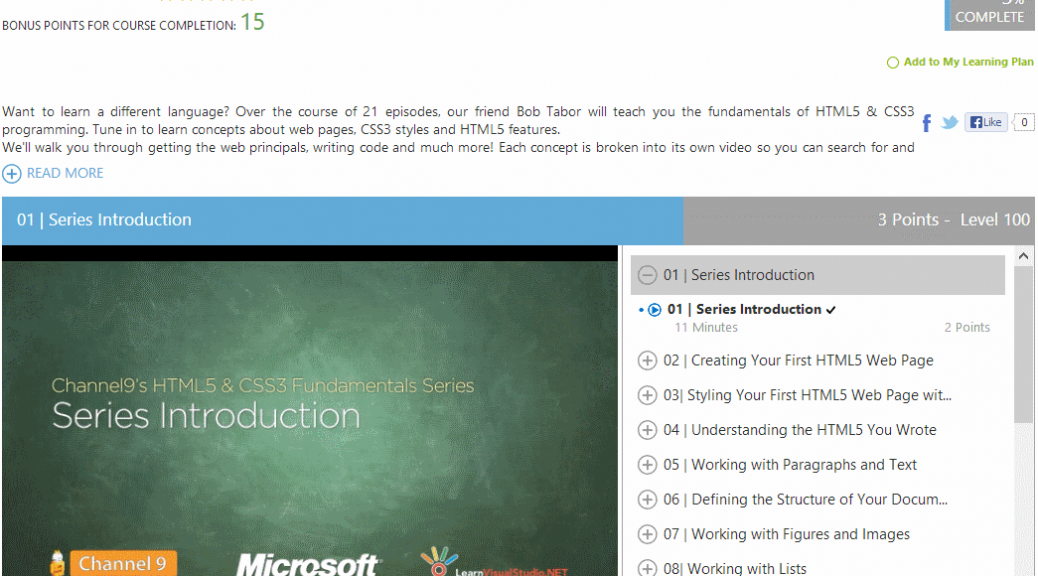 BONUS POINTS FOR COURSE COMPLETION: 15
COMPLETE
Add to My Learning Plan
Want to learn a different language? Over the course of 21 episodes, our friend Bob Tabor will teach you the fundamentals of HTML5 & CSS3
programming. Tune in to learn concepts about web pages, CSS3 styles and HTML5 features.
We'll walk you through getting the web principals, writing code and much more! Each concept is broken into its own video so you can search for and
Like 0
READ MORE
01 | Series Introduction
3 Points - Level 100
Channel9's HTML5 & CSS3 Fundamentals Series
Series Introduction
Channel 9
Microsoft
LearnVisualStudio.NET
01 | Series Introduction
01 | Series Introduction
11 Minutes 2 Points
02 | Creating Your First HTML5 Web Page
03| Styling Your First HTML5 Web Page wit...
04 | Understanding the HTML5 You Wrote
05 | Working with Paragraphs and Text
06 | Defining the Structure of Your Docum...
07 | Working with Figures and Images
08| Working with Lists